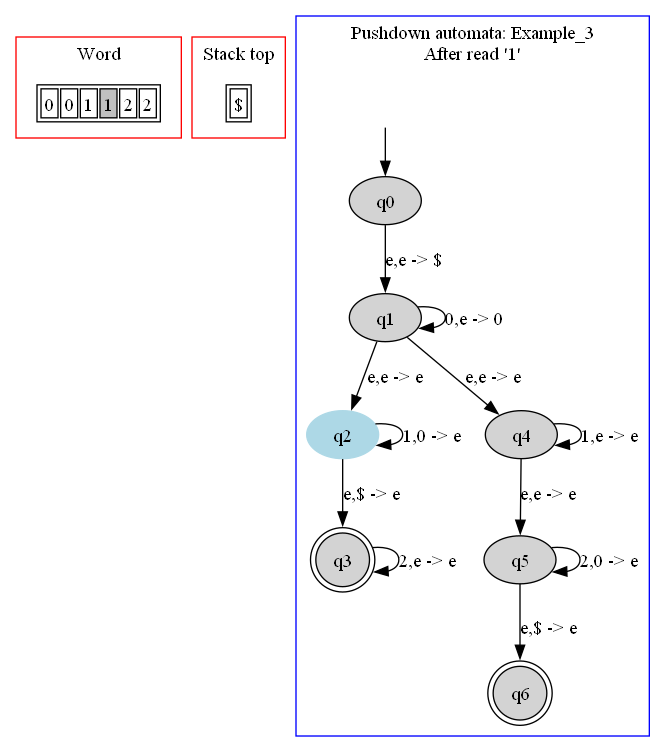 Word
0 0 1 1 2 2
Stack top
$
Pushdown automata: Example_3
After read '1'
q0
e,e -> $
q1
0,e -> 0
e,e -> e
e,e -> e
q2
1,0 -> e
q4
1,e -> e
e,$ -> e
e,e -> e
q3
2,e -> e
q5
2,0 -> e
e,$ -> e
q6